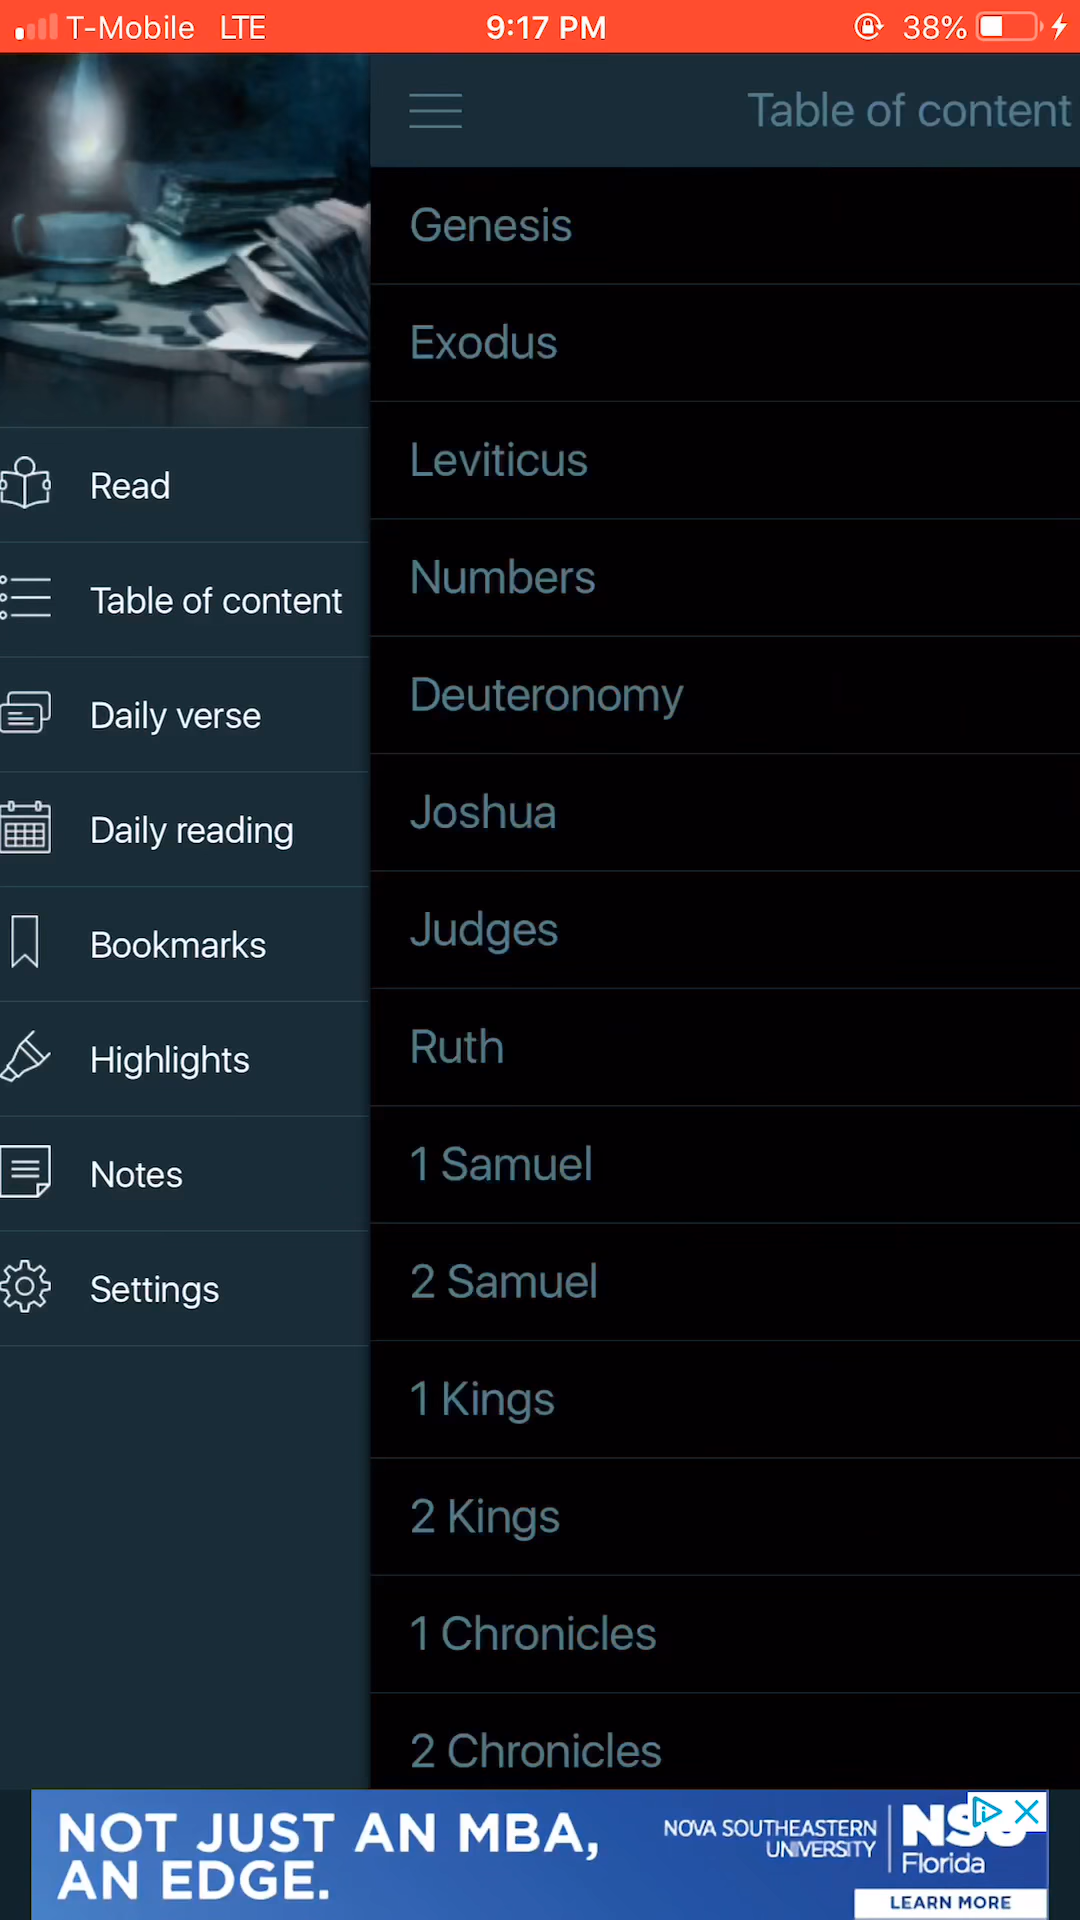 T-Mobile LTE 9:17 PM 38%
Table of content
Read
Table of content
Daily verse
Daily reading
Bookmarks
Highlights
Notes
Settings
Genesis
Exodus
Leviticus
Numbers
Deuteronomy
Joshua
Judges
Ruth
1 Samuel
2 Samuel
1 Kings
2 Kings
1 Chronicles
2 Chronicles
NOT JUST AN MBA,
AN EDGE.
NOVA SOUTHEASTERN
UNIVERSITY
NSU
Florida
LEARN MORE